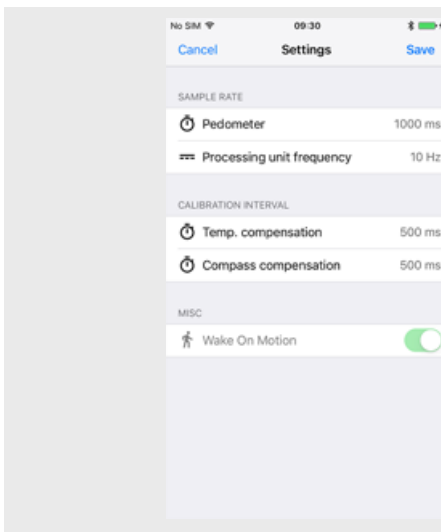 No SIM 09:30
Cancel Settings Save
SAMPLE RATE
Pedometer 1000 ms
Processing unit frequency 10 Hz
CALIBRATION INTERVAL
Temp. compensation 500 ms
Compass compensation 500 ms
MISC
Wake On Motion